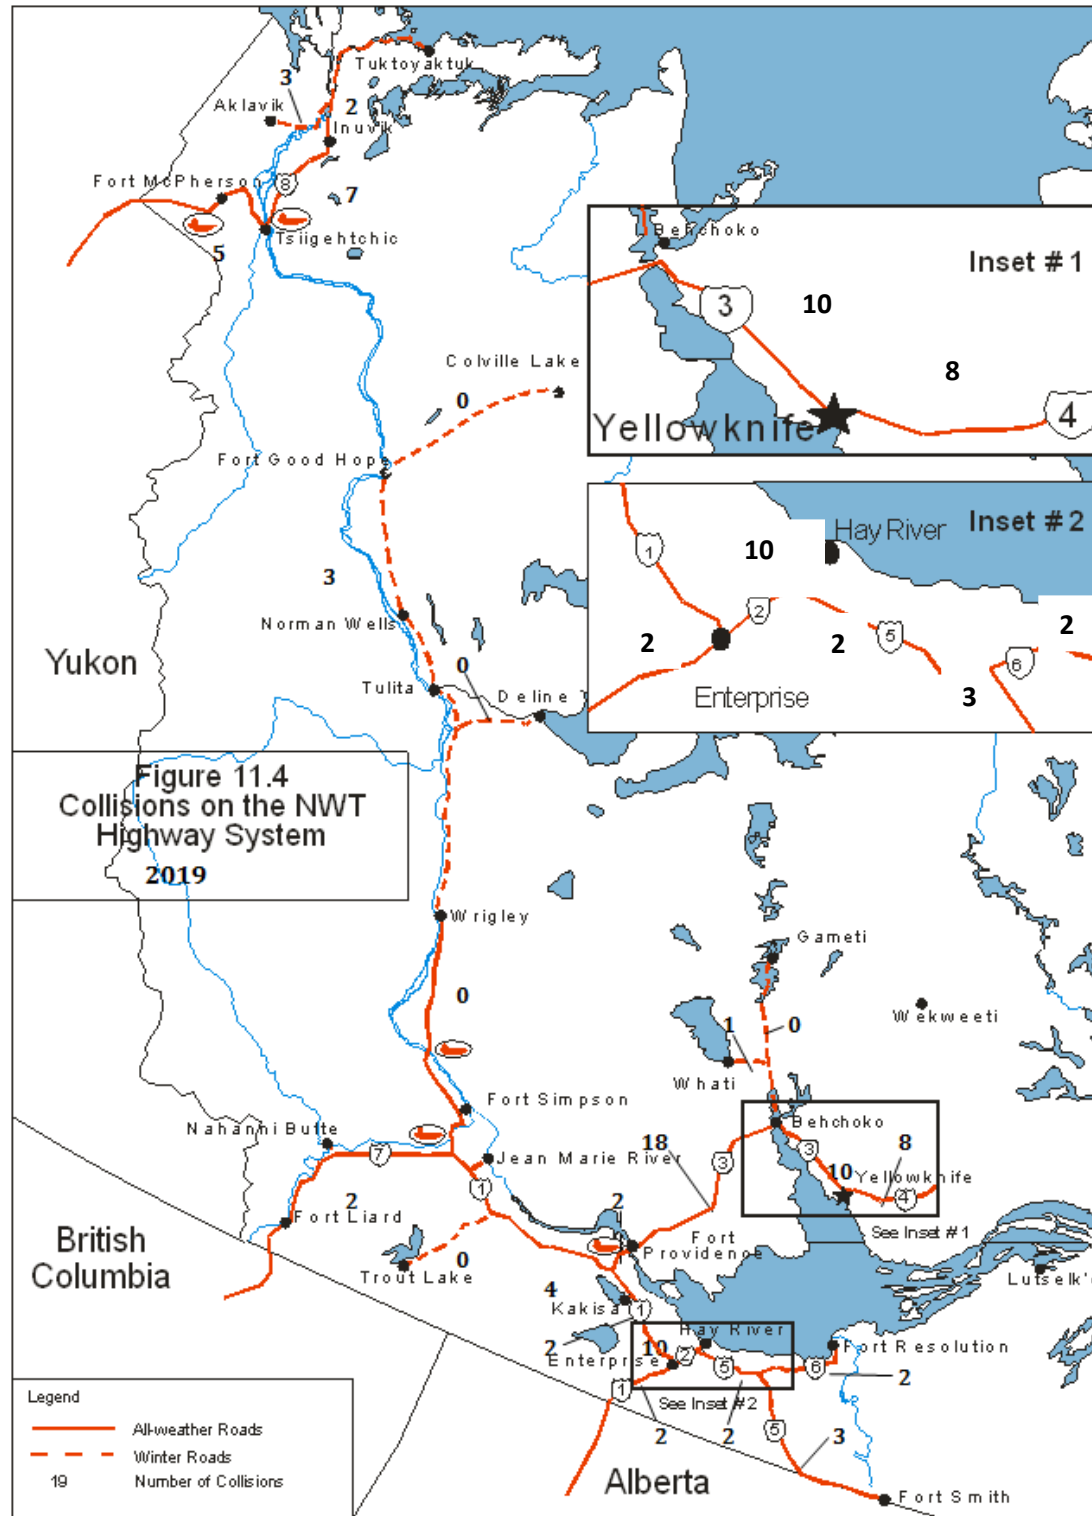 Tuktoyaktuk
3
Aklavik
2
Inuvik
Fort McPherson
8
7
Tsiigehtchic
5
Behchoko
Inset # 1
3
10
8
Yellowknife
4
Colville Lake
0
Fort Good Hope
Hay River
Inset # 2
1
10
2
2
2
5
2
6
Enterprise
3
3
Norman Wells
Yukon
0
Tulita
Deline
Figure 11.4
Collisions on the NWT
Highway System
2019
Wrigley
Gameti
0
1
0
Wekweeti
Whati
Fort Simpson
Behchoko
Nahanni Butte
18
3
8
7
Jean Marie River
3
10
Yellowknife
1
4
2
2
Fort Liard
Fort
Providence
See Inset #1
British
Columbia
0
Trout Lake
Lutselk'
4
Kakisa
1
Hay River
2
10
2
Fort Resolution
Enterprise
5
6
2
1
See Inset #2
2
2
5
3
Legend
All-weather Roads
Winter Roads
19
Number of Collisions
Alberta
Fort Smith